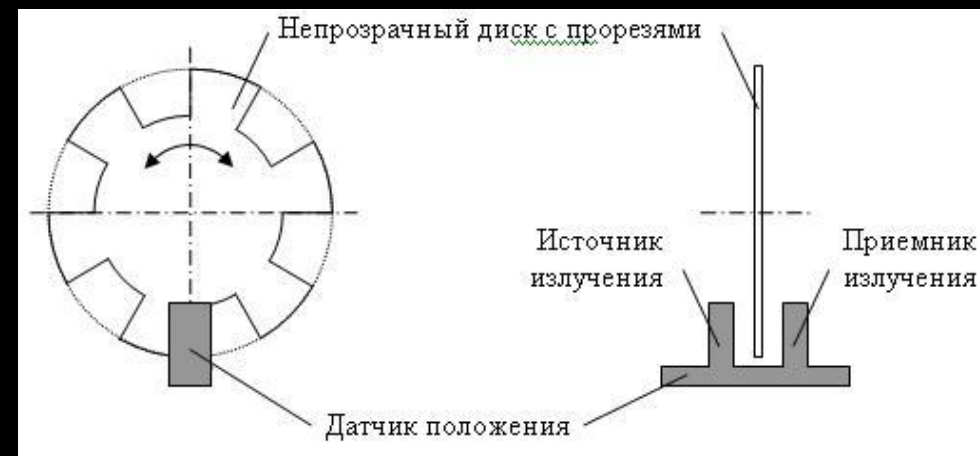 Непрозрачный диск с прорезями
Источник
излучения
Приемник
излучения
Датчик положения